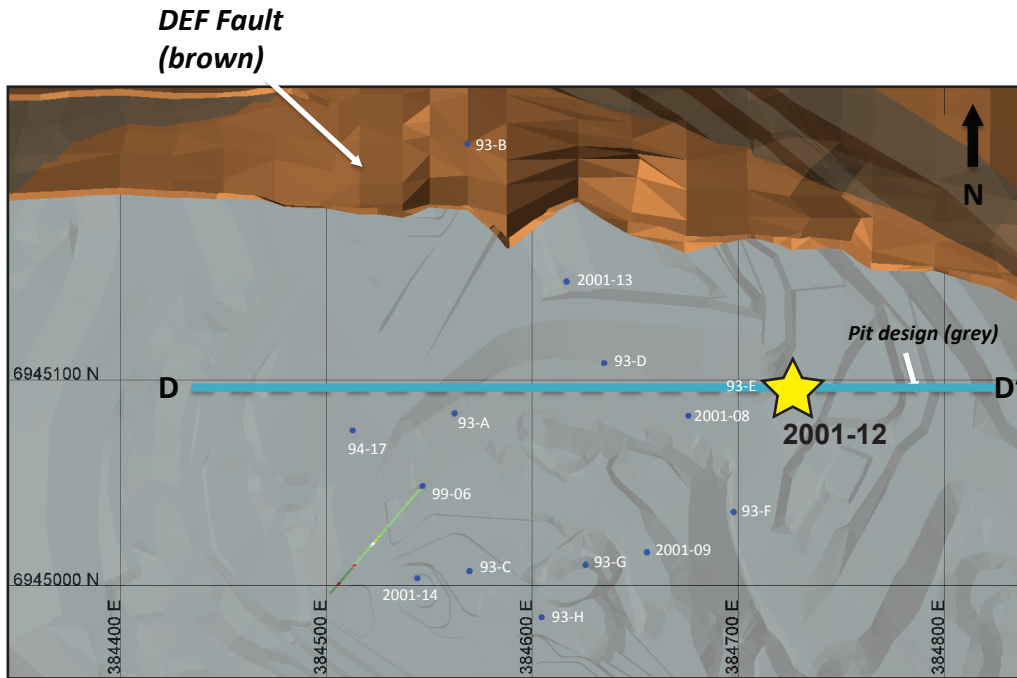 DEF Fault
(brown)
93-B
N
2001-13
Pit design (grey)
93-D
6945100 N
D
93-E
D'
93-A
2001-08
2001-12
94-17
99-06
93-F
2001-09
93-G
93-C
6945000 N
2001-14
93-H
384400 E
384500 E
384600 E
384700 E
384800 E